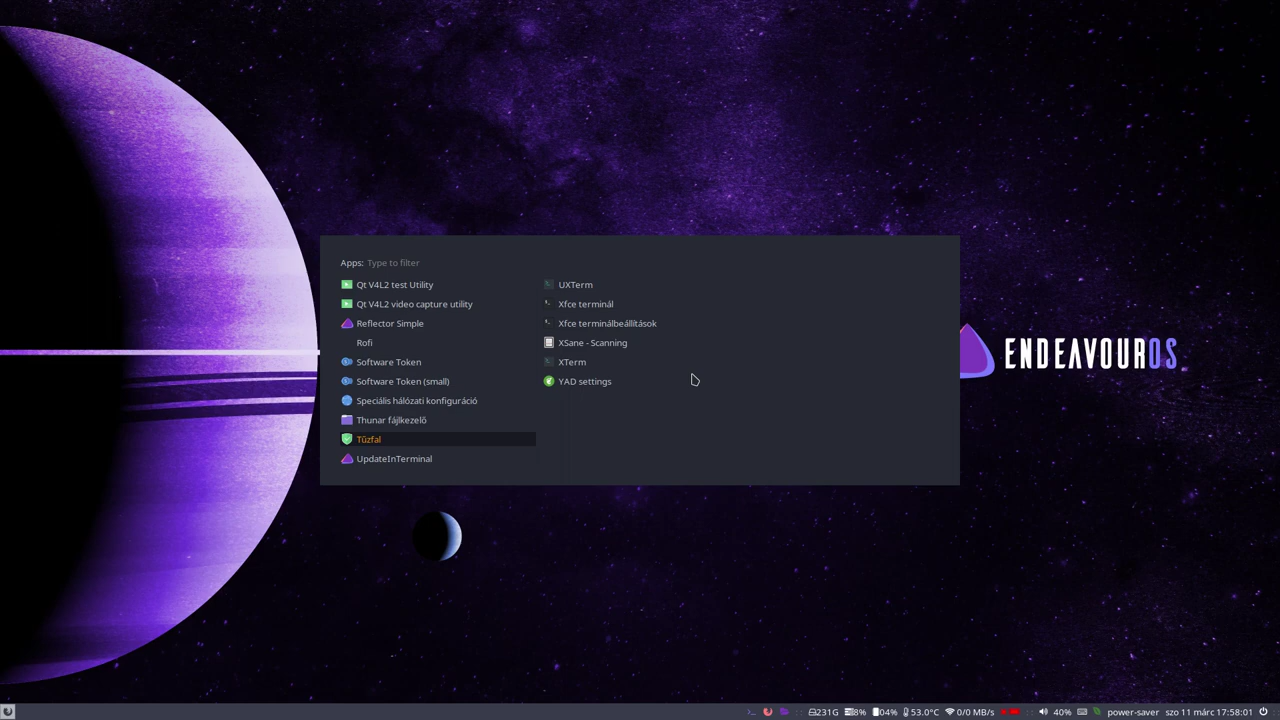 Apps: Type to filter
Qt V4L2 test Utility
Qt V4L2 video capture utility
Reflector Simple
Rofi
Software Token
Software Token (small)
Speciális hálózati konfiguráció
Thunar fájlkezelő
Tűzfal
UpdateInTerminal
UXTerm
Xfce terminál
Xfce terminálbeállítások
XSane - Scanning
XTerm
YAD settings
ENDEAVOUROS
231G 8% 04% 53.0°C 0/0 MB/s 40% power-saver szo 11 márc 17:58:01